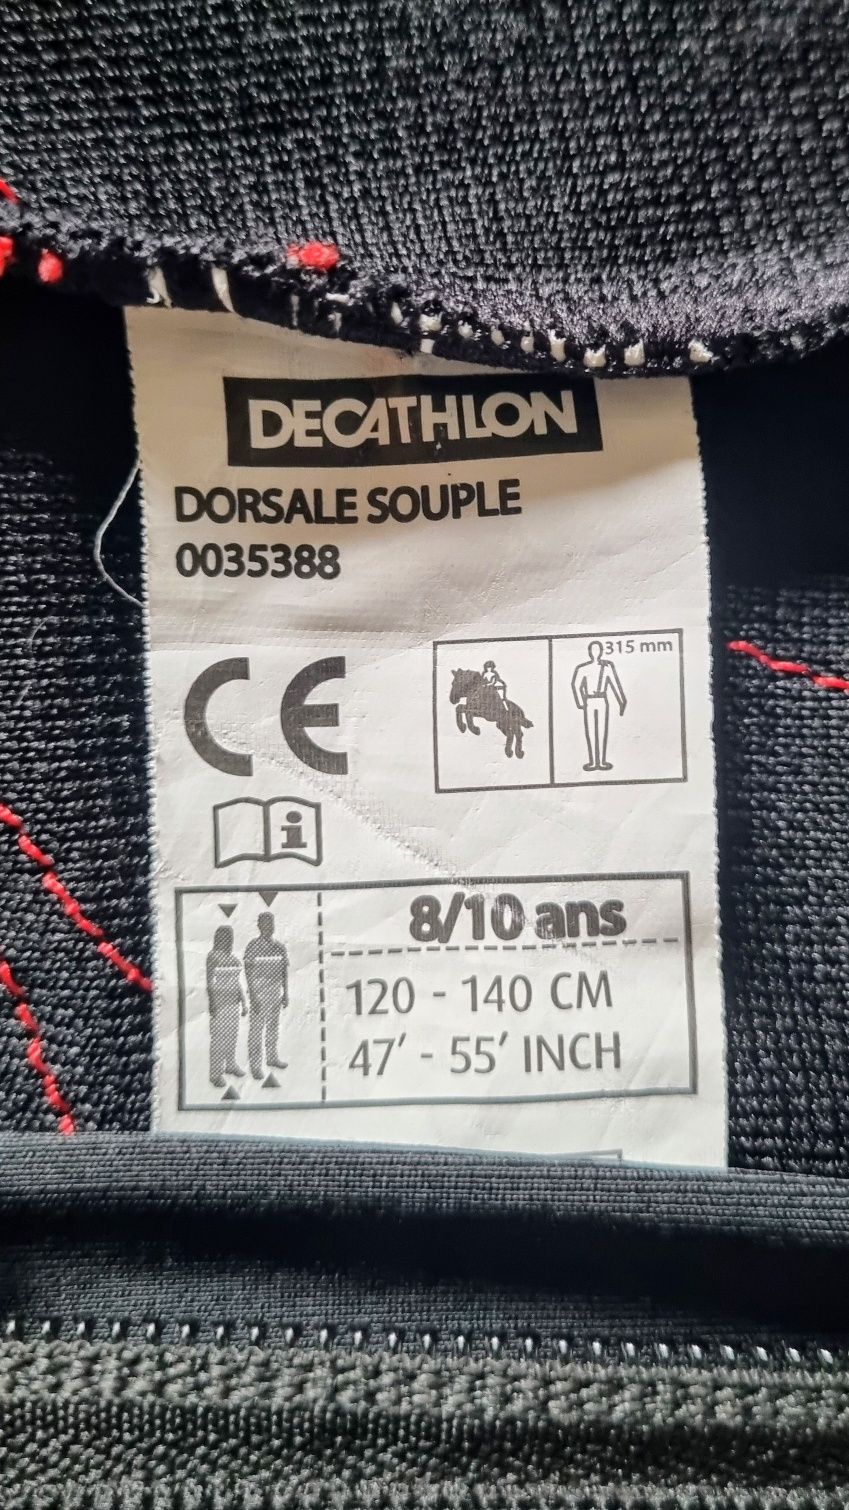 DECATHLON
DORSALE SOUPLE
0035388
CE
315 mm
i
8/10 ans
120 - 140 CM
47' - 55' INCH